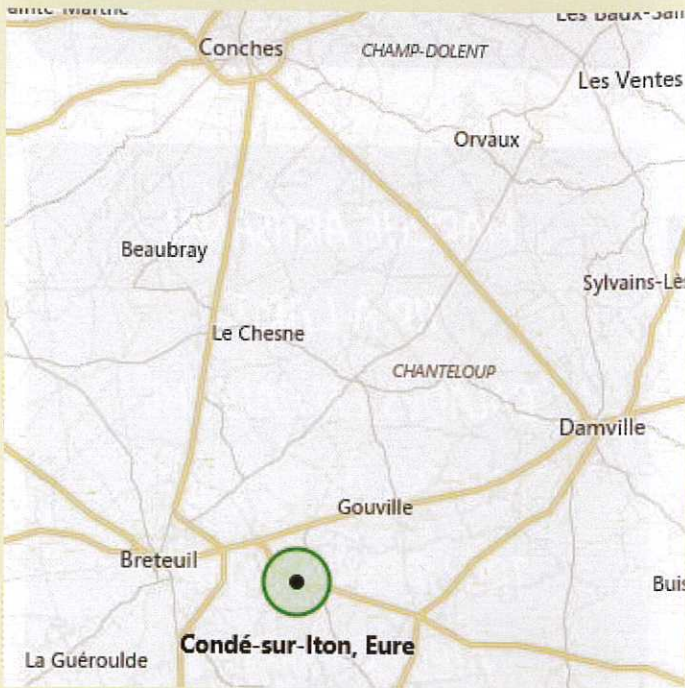 Conches
CHAMP-DOLENT
Les Ventes
Orvaux
Beaubray
Sylvains-Lès
Le Chesne
CHANTELOUP
Damville
Gouville
Breteuil
Buis
Condé-sur-Iton, Eure
La Guéroulde